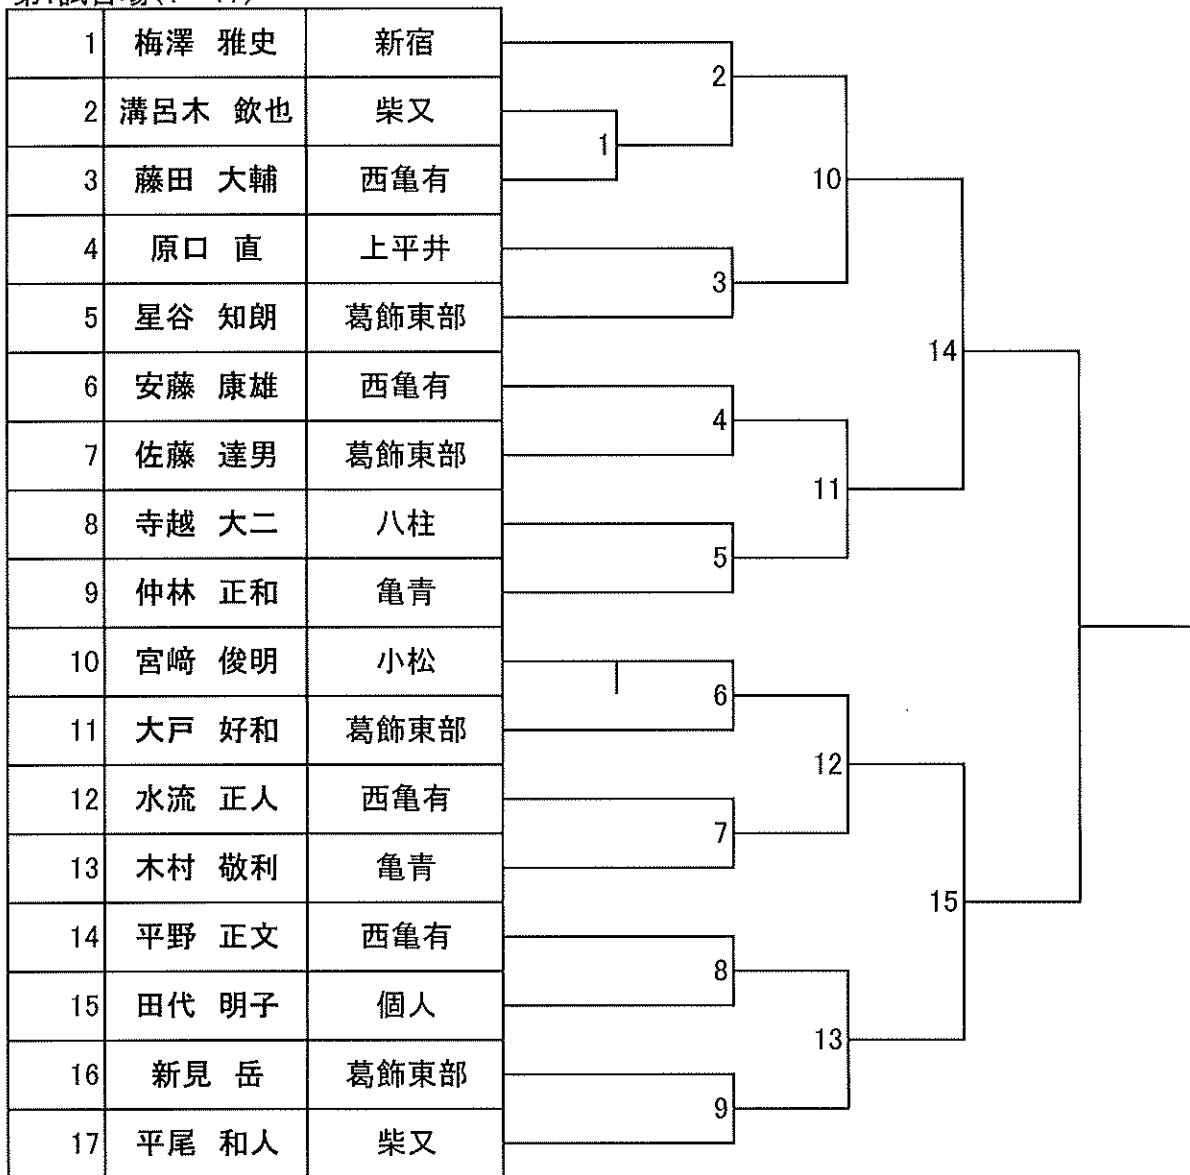 1 梅澤 雅史 新宿
2 溝呂木 欽也 柴又
3 藤田 大輔 西亀有
4 原口 直 上平井
5 星谷 知朗 葛飾東部
6 安藤 康雄 西亀有
7 佐藤 達男 葛飾東部
8 寺越 大二 八柱
9 仲林 正和 亀青
10 宮﨑 俊明 小松
11 大戸 好和 葛飾東部
12 水流 正人 西亀有
13 木村 敬利 亀青
14 平野 正文 西亀有
15 田代 明子 個人
16 新見 岳 葛飾東部
17 平尾 和人 柴又
1
2
3
4
5
6
7
8
9
10
11
12
13
14
15